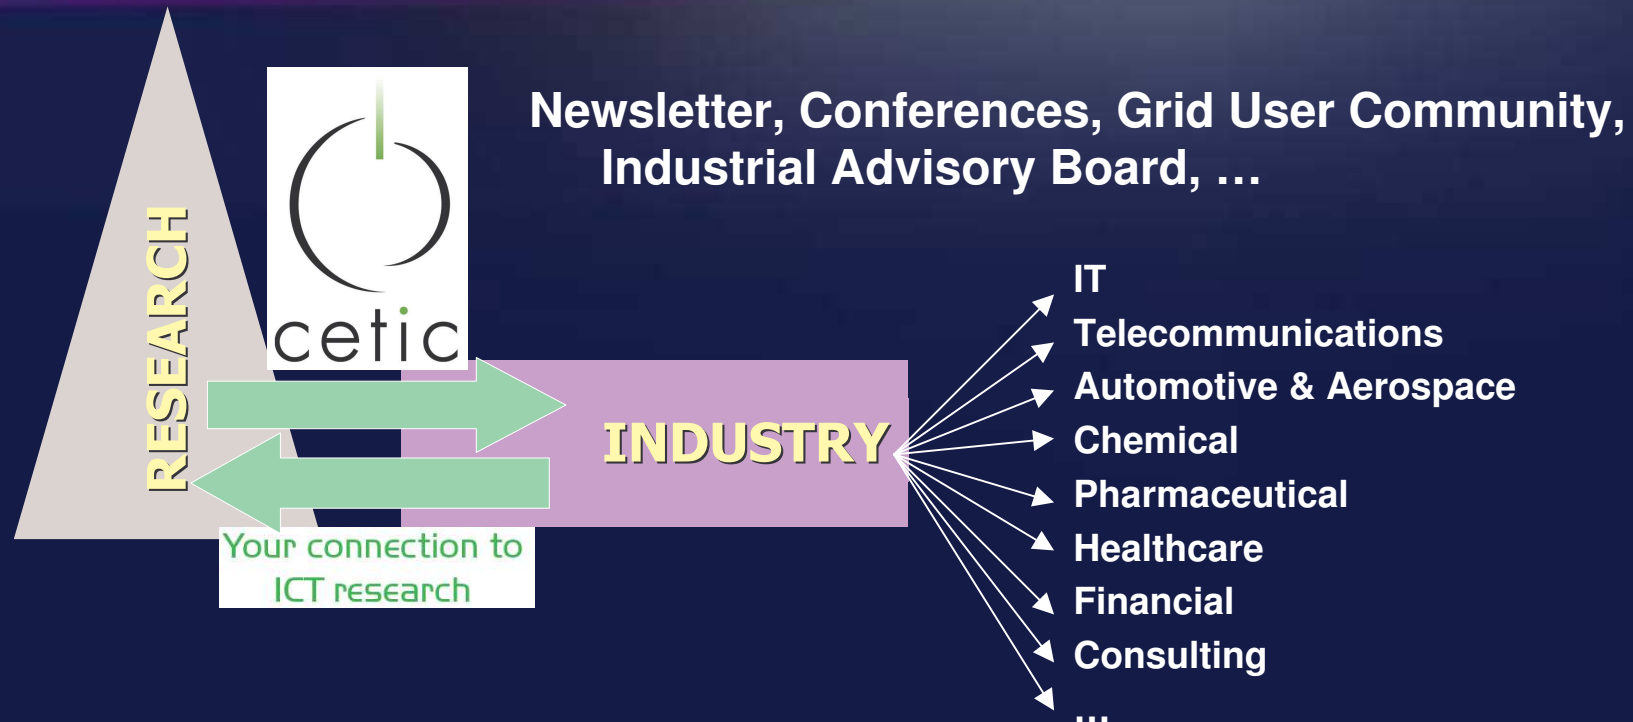 Newsletter, Conferences, Grid User Community,
Industrial Advisory Board, …
RESEARCH
cetic
INDUSTRY
Your connection to
ICT research
IT
Telecommunications
Automotive & Aerospace
Chemical
Pharmaceutical
Healthcare
Financial
Consulting
...